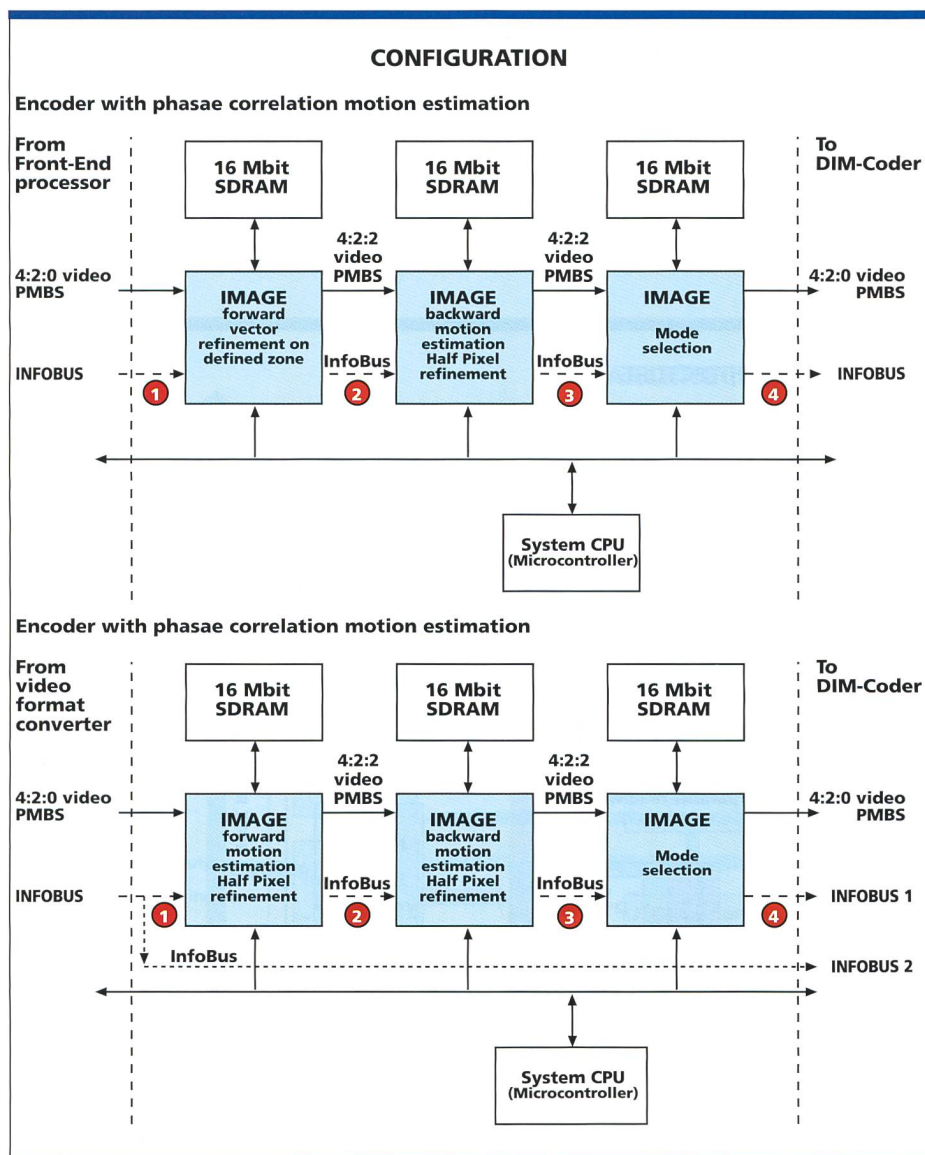 CONFIGURATION
Encoder with phasae correlation motion estimation
From
Front-End
processor
To
DIM-Coder
16 Mbit
SDRAM
16 Mbit
SDRAM
16 Mbit
SDRAM
4:2:2
video
PMBS
4:2:2
video
PMBS
4:2:0 video
PMBS
4:2:0 video
PMBS
IMAGE
forward
vector
refinement on
defined zone
IMAGE
backward
motion
estimation
Half Pixel
refinement
IMAGE
Mode
selection
INFOBUS
InfoBus
InfoBus
INFOBUS
1
2
3
4
System CPU
(Microcontroller)
Encoder with phasae correlation motion estimation
From
video
format
converter
To
DIM-Coder
16 Mbit
SDRAM
16 Mbit
SDRAM
16 Mbit
SDRAM
4:2:2
video
PMBS
4:2:2
video
PMBS
4:2:0 video
PMBS
4:2:0 video
PMBS
IMAGE
forward
motion
estimation
Half Pixel
refinement
IMAGE
backward
motion
estimation
Half Pixel
refinement
IMAGE
Mode
selection
INFOBUS
InfoBus
InfoBus
INFOBUS 1
1
2
3
4
InfoBus
INFOBUS 2
System CPU
(Microcontroller)